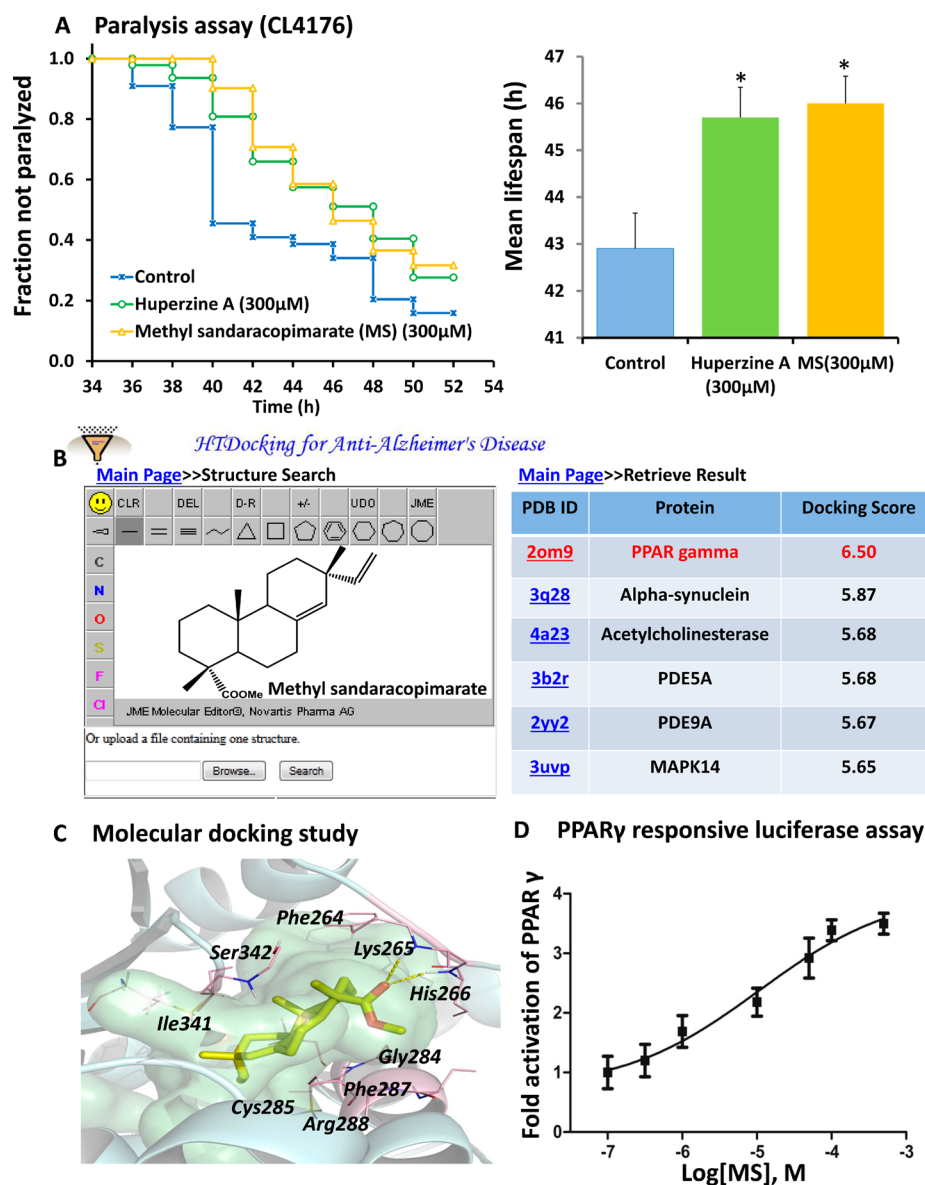 A Paralysis assay (CL4176)
Fraction not paralyzed
1.0
0.8
0.6
0.4
0.2
0.0
Control
Huperzine A (300μM)
Methyl sandaracopimarate (MS) (300μM)
34 36 38 40 42 44 46 48 50 52 54
Time (h)
Mean lifespan (h)
47
46
45
44
43
42
41
* *
Control Huperzine A MS(300μM)
(300μM)
B
HTDocking for Anti-Alzheimer's Disease
Main Page>>Structure Search
CLR DEL D-R +/- UDO JME
C
N
O
S
F
Cl
COOMe Methyl sandaracopimarate
JME Molecular Editor©, Novartis Pharma AG
Or upload a file containing one structure.
Browse.. Search
Main Page>>Retrieve Result
PDB ID Protein Docking Score
2om9 PPAR gamma 6.50
3q28 Alpha-synuclein 5.87
4a23 Acetylcholinesterase 5.68
3b2r PDE5A 5.68
2yy2 PDE9A 5.67
3uvp MAPK14 5.65
C Molecular docking study
Phe264
Ser342
Lys265
His266
Ile341
Gly284
Phe287
Cys285
Arg288
D PPARγ responsive luciferase assay
Fold activation of PPAR γ
4
3
2
1
0
-7 -6 -5 -4 -3
Log[MS], M